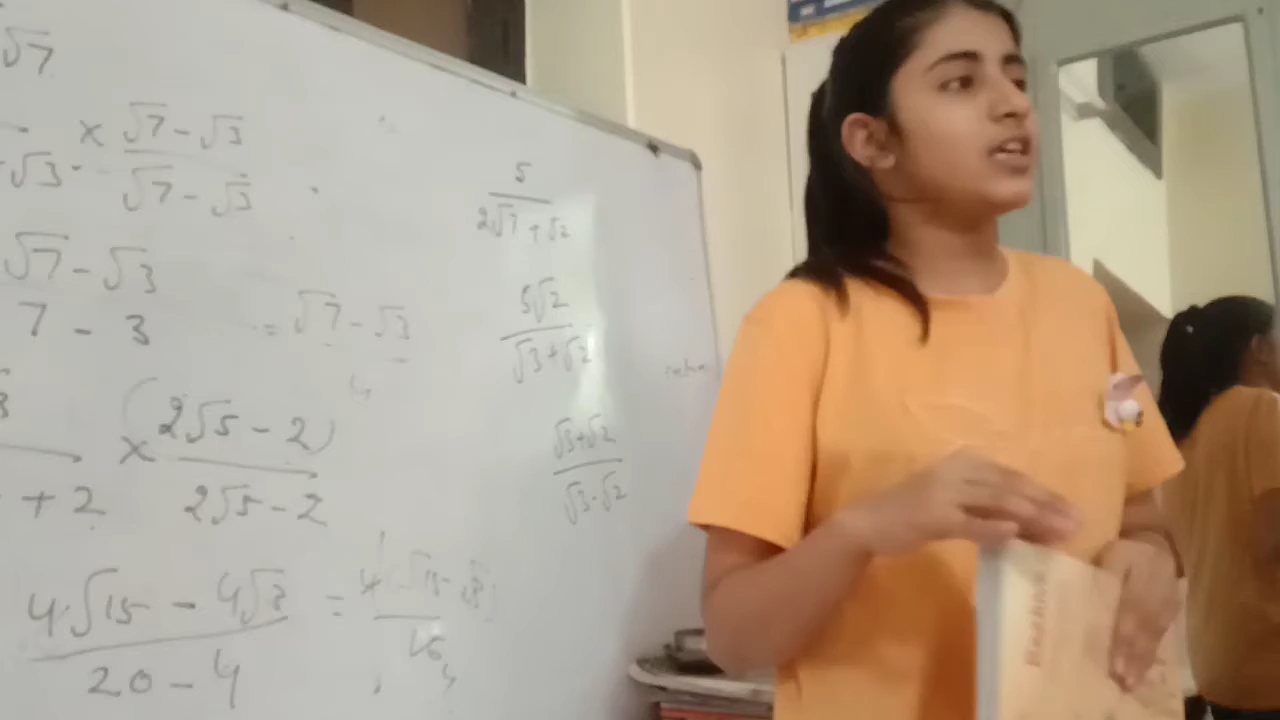 √7
√3 × (√7 - √3)/(√7 - √3)
√7 - √3
7 - 3
= √7 - √3
× (2√5 - 2)
+ 2
2√5 - 2
4√15 - 4√3
20 - 4
= 4
16
4
5
2√7 + √2
5√2
√3 + √2
√3 + √2
√3 - √2